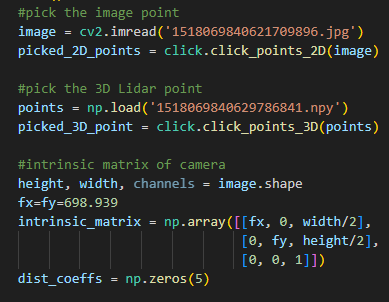 #pick the image point
image = cv2.imread('1518069840621709896.jpg')
picked_2D_points = click.click_points_2D(image)
#pick the 3D Lidar point
points = np.load('1518069840629786841.npy')
picked_3D_point = click.click_points_3D(points)
#intrinsic matrix of camera
height, width, channels = image.shape
fx=fy=698.939
intrinsic_matrix = np.array([[fx, 0, width/2],
[0, fy, height/2],
[0, 0, 1]])
dist_coeffs = np.zeros(5)